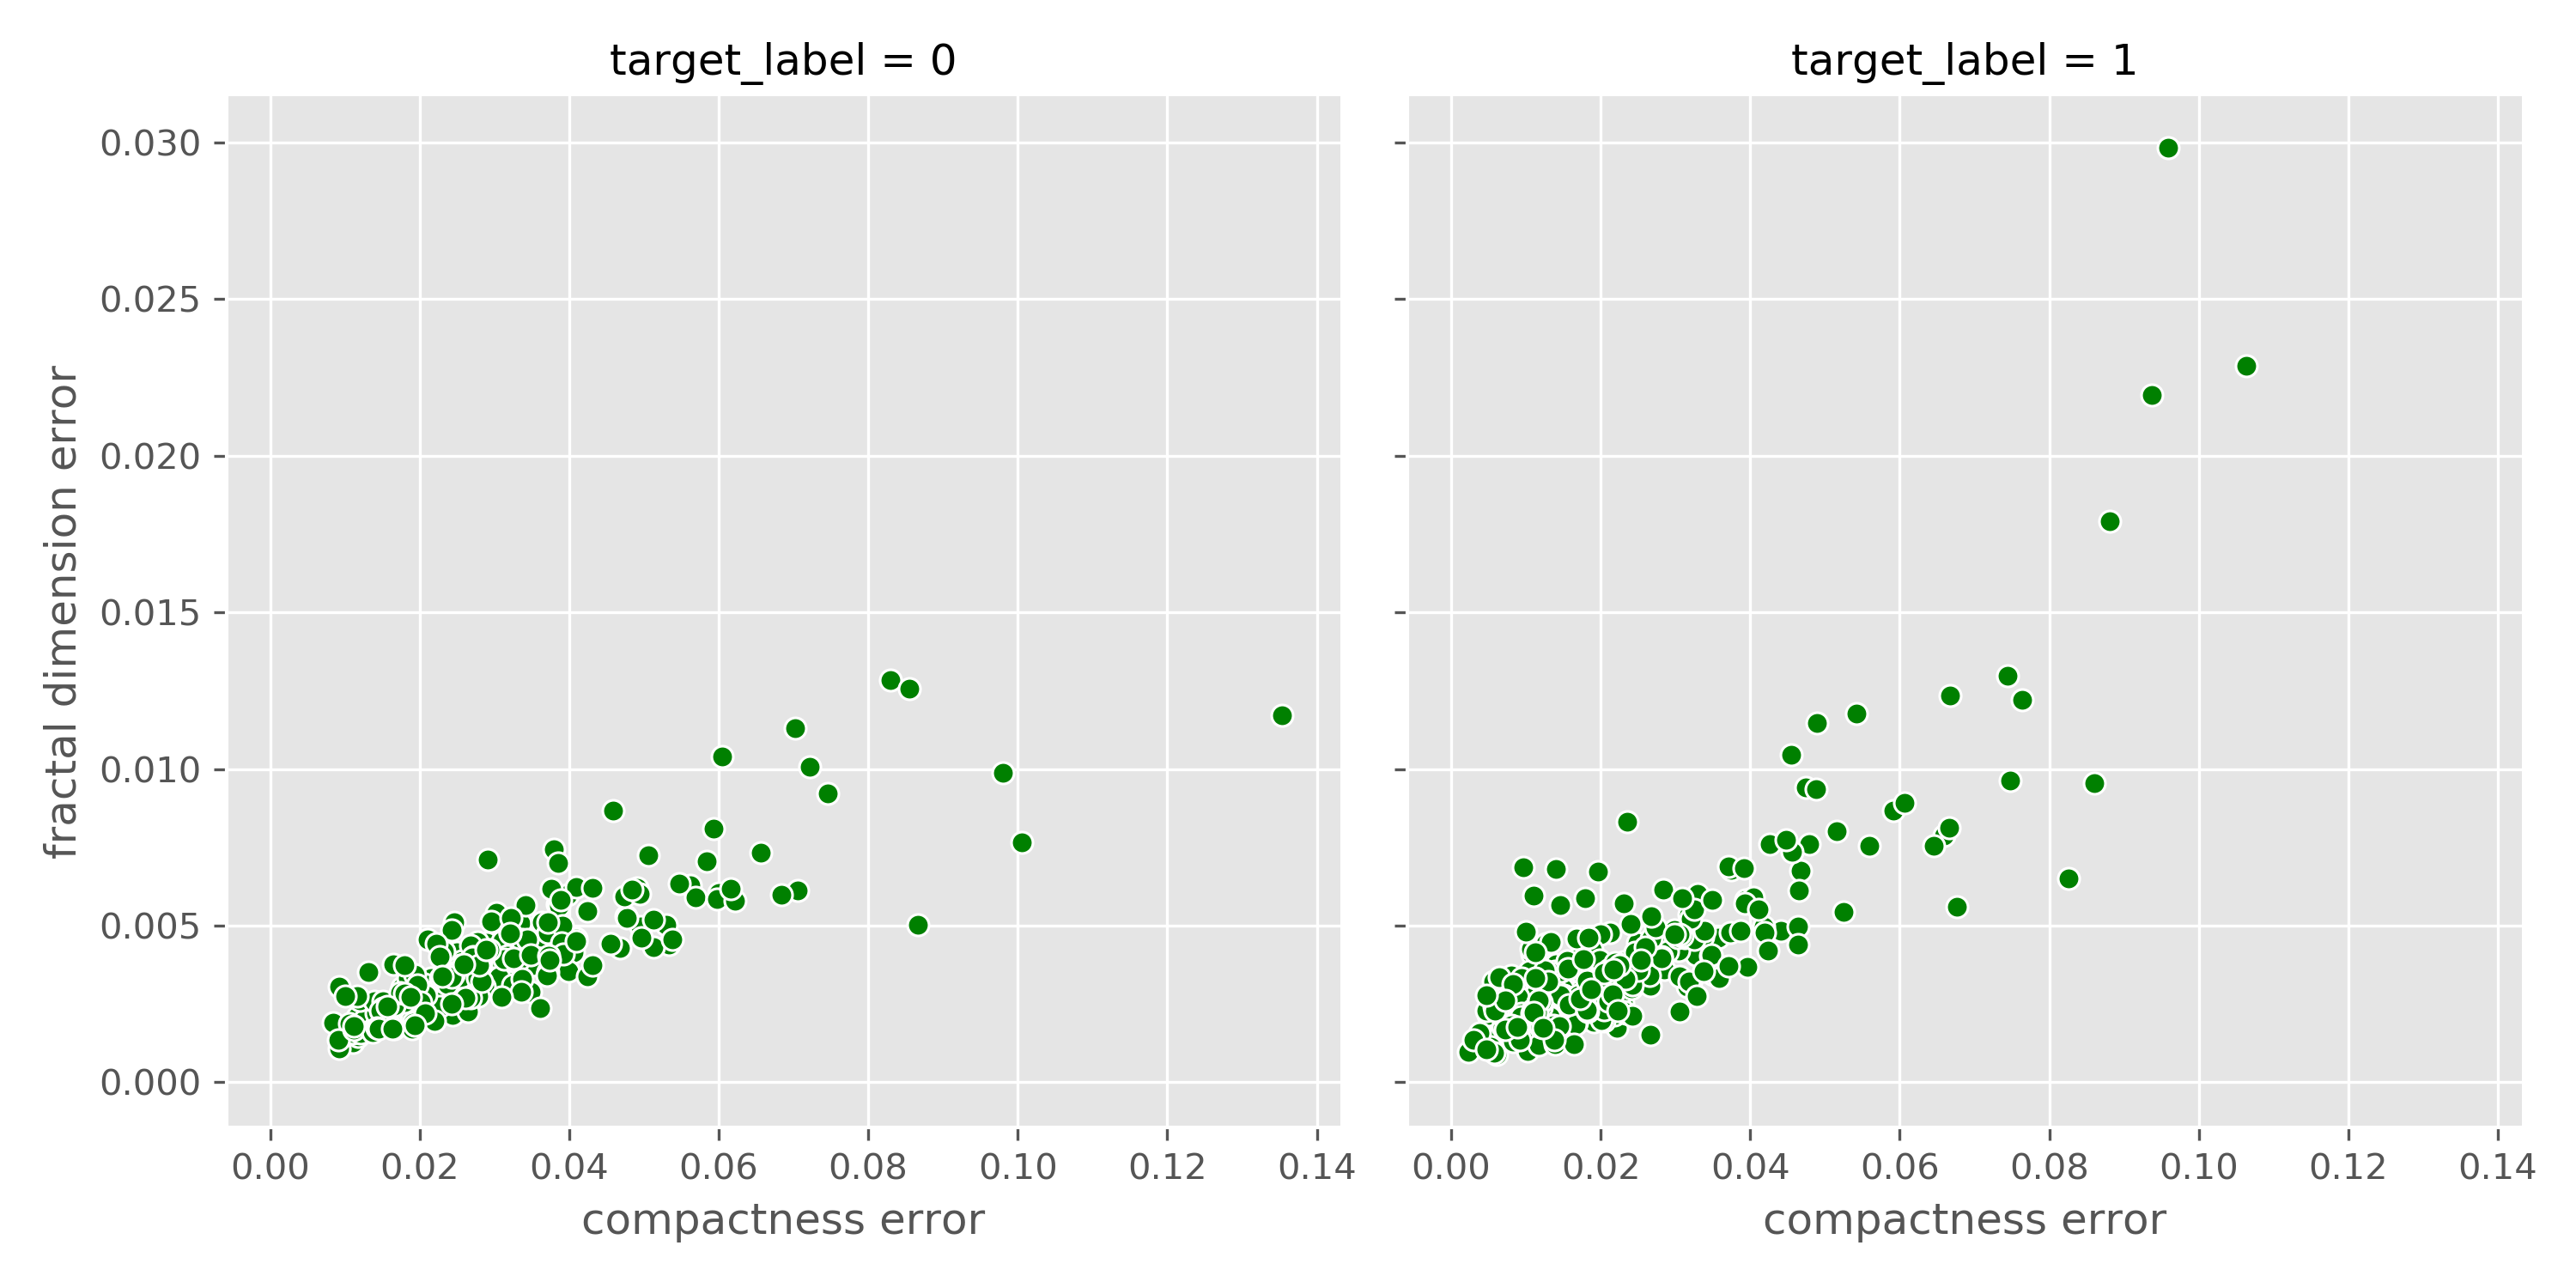 target_label = 0
target_label = 1
fractal dimension error
0.030
0.025
0.020
0.015
0.010
0.005
0.000
0.00 0.02 0.04 0.06 0.08 0.10 0.12 0.14
0.00 0.02 0.04 0.06 0.08 0.10 0.12 0.14
compactness error
compactness error